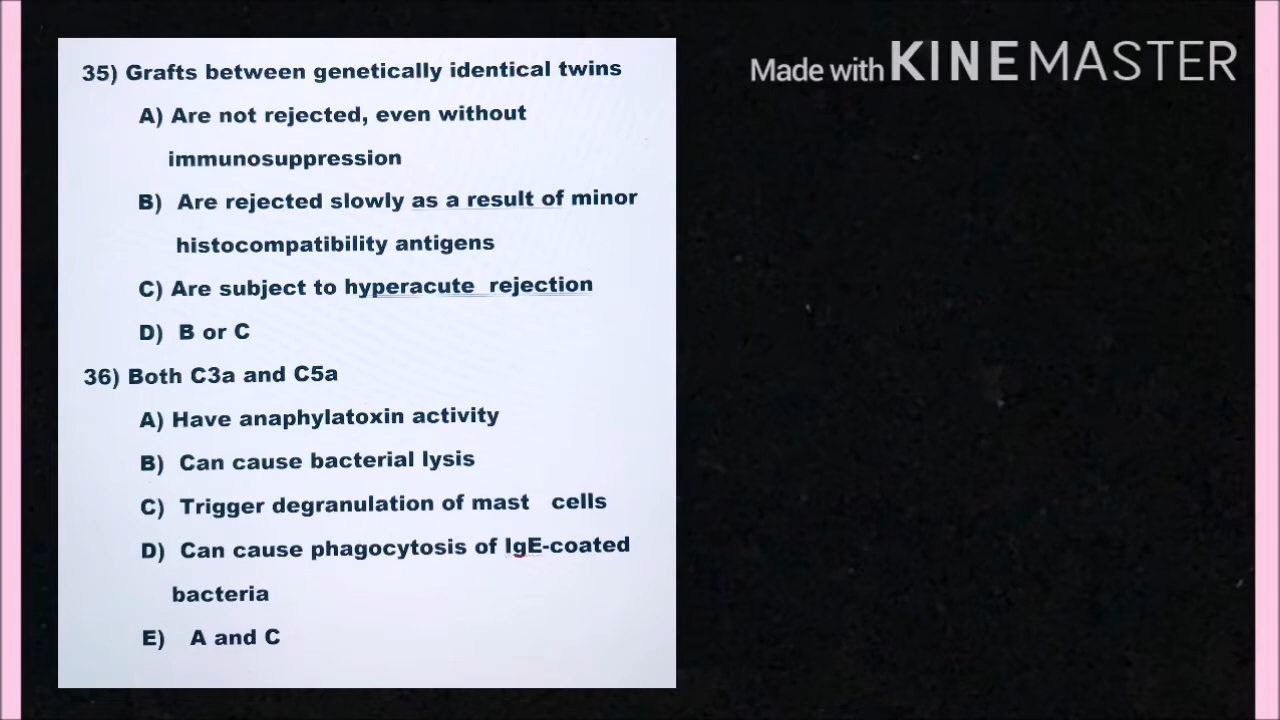 Made with KINEMASTER
35) Grafts between genetically identical twins
A) Are not rejected, even without
immunosuppression
B) Are rejected slowly as a result of minor
histocompatibility antigens
C) Are subject to hyperacute rejection
D) B or C
36) Both C3a and C5a
A) Have anaphylatoxin activity
B) Can cause bacterial lysis
C) Trigger degranulation of mast cells
D) Can cause phagocytosis of IgE-coated
bacteria
E) A and C